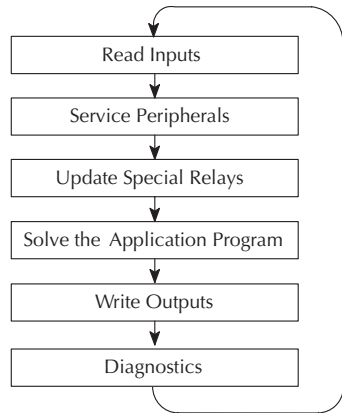 Read Inputs
Service Peripherals
Update Special Relays
Solve the Application Program
Write Outputs
Diagnostics